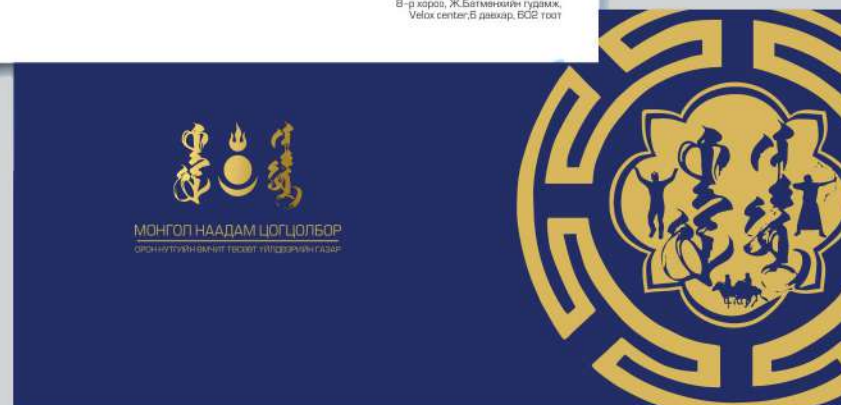 8-р хороо, Ж.Батмөнхийн гудамж,
Velox center,6 давхар, 602 тоот
МОНГОЛ НААДАМ ЦОГЦОЛБОР
ОРОН НУТГИЙН ӨМЧИТ ТӨСӨВТ ҮЙЛДВЭРИЙН ГАЗАР